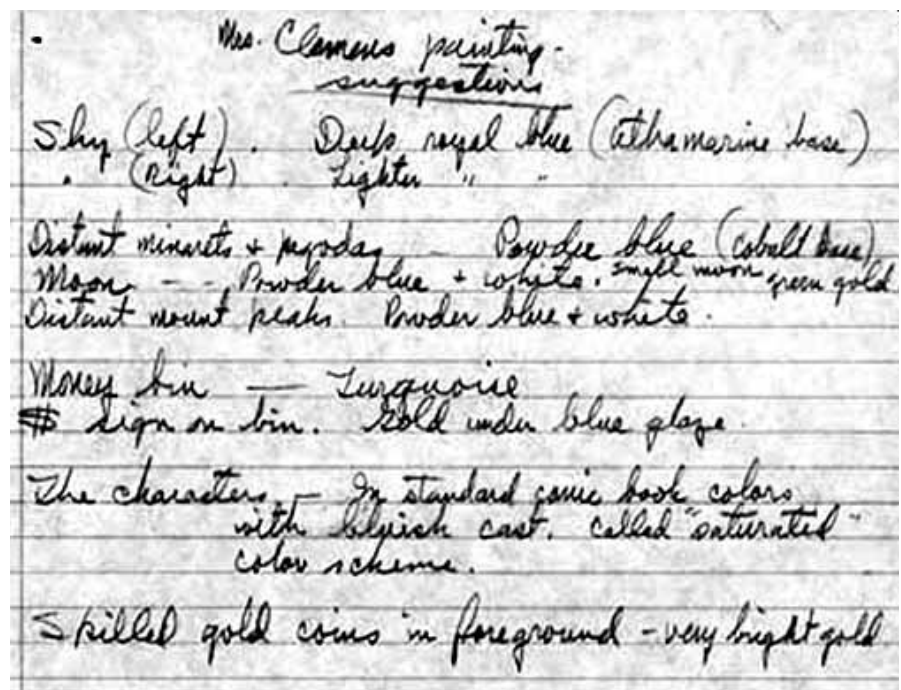 Mrs. Clemens painting -
suggestions
Sky (left) . Dark royal blue (ultramarine base)
" (Right) . Lighter " "
Distant minarets + pagodas — Powder blue (cobalt base)
Moon - - Powder blue + white. small moon green gold
Distant mount peaks. Powder blue + white.
Money bin — Turquoise
$ sign on bin. Gold under blue glaze.
The characters. — In standard comic book colors
with bluish cast. Called "saturated"
color scheme.
Spilled gold coins in foreground - very bright gold